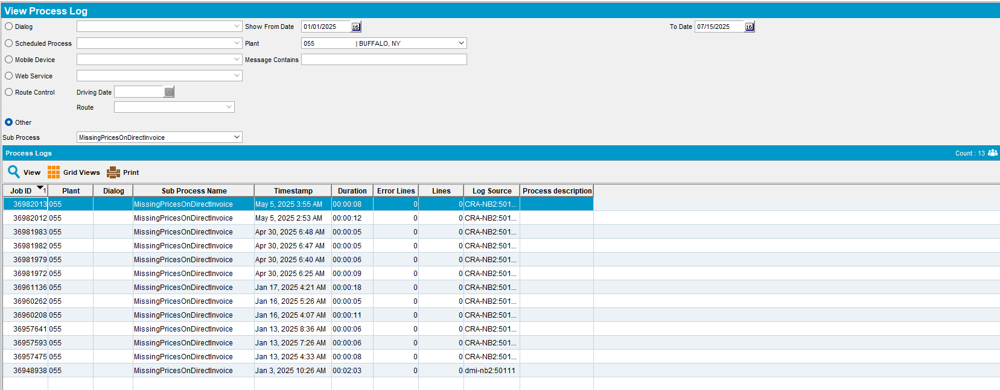 View Process Log
Dialog Show From Date 01/01/2025 16 To Date 07/15/2025 16
Scheduled Process Plant 055 | BUFFALO, NY
Mobile Device Message Contains
Web Service
Route Control Driving Date 16
Route
Other
Sub Process MissingPricesOnDirectInvoice
Process Logs Count : 13
View Grid Views Print
Job ID 1 Plant Dialog Sub Process Name Timestamp Duration Error Lines Lines Log Source Process description
36982013 055 MissingPricesOnDirectInvoice May 5, 2025 3:55 AM 00:00:08 0 0 CRA-NB2:501...
36982012 055 MissingPricesOnDirectInvoice May 5, 2025 2:53 AM 00:00:12 0 0 CRA-NB2:501...
36981983 055 MissingPricesOnDirectInvoice Apr 30, 2025 6:48 AM 00:00:05 0 0 CRA-NB2:501...
36981982 055 MissingPricesOnDirectInvoice Apr 30, 2025 6:47 AM 00:00:05 0 0 CRA-NB2:501...
36981979 055 MissingPricesOnDirectInvoice Apr 30, 2025 6:40 AM 00:00:06 0 0 CRA-NB2:501...
36981972 055 MissingPricesOnDirectInvoice Apr 30, 2025 6:25 AM 00:00:09 0 0 CRA-NB2:501...
36961136 055 MissingPricesOnDirectInvoice Jan 17, 2025 4:21 AM 00:00:18 0 0 CRA-NB2:501...
36960262 055 MissingPricesOnDirectInvoice Jan 16, 2025 5:26 AM 00:00:05 0 0 CRA-NB2:501...
36960208 055 MissingPricesOnDirectInvoice Jan 16, 2025 4:07 AM 00:00:11 0 0 CRA-NB2:501...
36957641 055 MissingPricesOnDirectInvoice Jan 13, 2025 8:36 AM 00:00:06 0 0 CRA-NB2:501...
36957593 055 MissingPricesOnDirectInvoice Jan 13, 2025 7:26 AM 00:00:06 0 0 CRA-NB2:501...
36957475 055 MissingPricesOnDirectInvoice Jan 13, 2025 4:33 AM 00:00:08 0 0 CRA-NB2:501...
36948938 055 MissingPricesOnDirectInvoice Jan 3, 2025 10:26 AM 00:02:03 0 0 dmi-nb2:50111